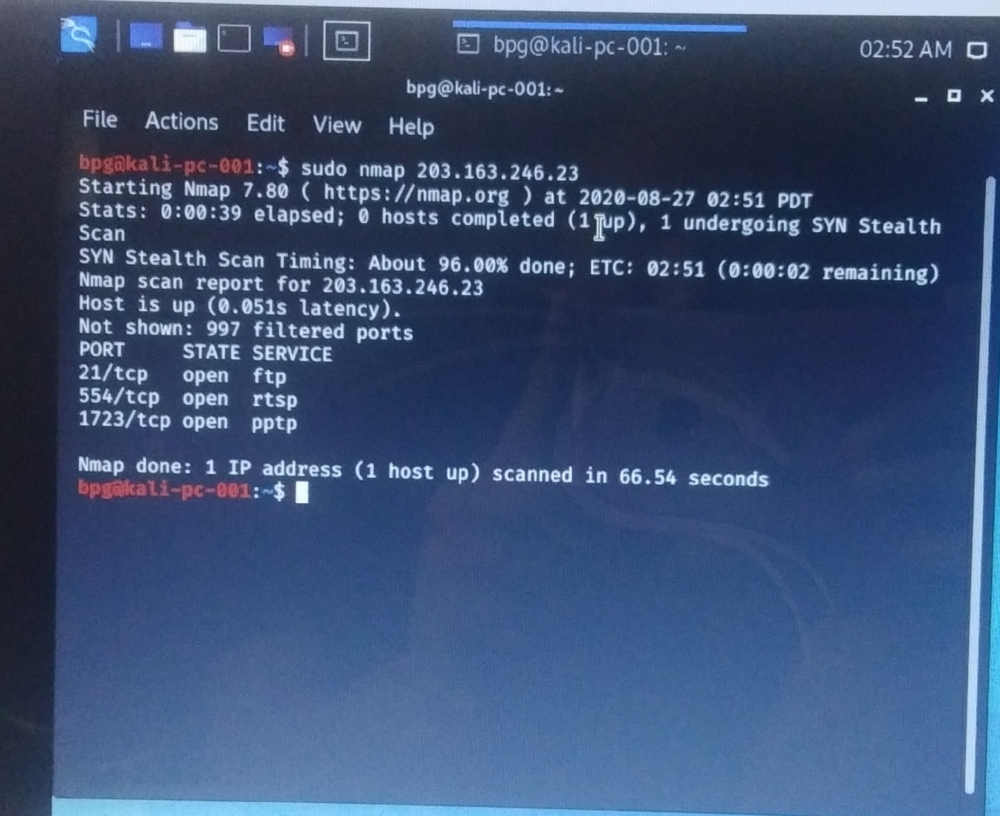 bpg@kali-pc-001: ~
02:52 AM
bpg@kali-pc-001:~
File Actions Edit View Help
bpg@kali-pc-001:~$ sudo nmap 203.163.246.23
Starting Nmap 7.80 ( https://nmap.org ) at 2020-08-27 02:51 PDT
Stats: 0:00:39 elapsed; 0 hosts completed (1 up), 1 undergoing SYN Stealth
Scan
SYN Stealth Scan Timing: About 96.00% done; ETC: 02:51 (0:00:02 remaining)
Nmap scan report for 203.163.246.23
Host is up (0.051s latency).
Not shown: 997 filtered ports
PORT     STATE SERVICE
21/tcp   open  ftp
554/tcp  open  rtsp
1723/tcp open  pptp
Nmap done: 1 IP address (1 host up) scanned in 66.54 seconds
bpg@kali-pc-001:~$